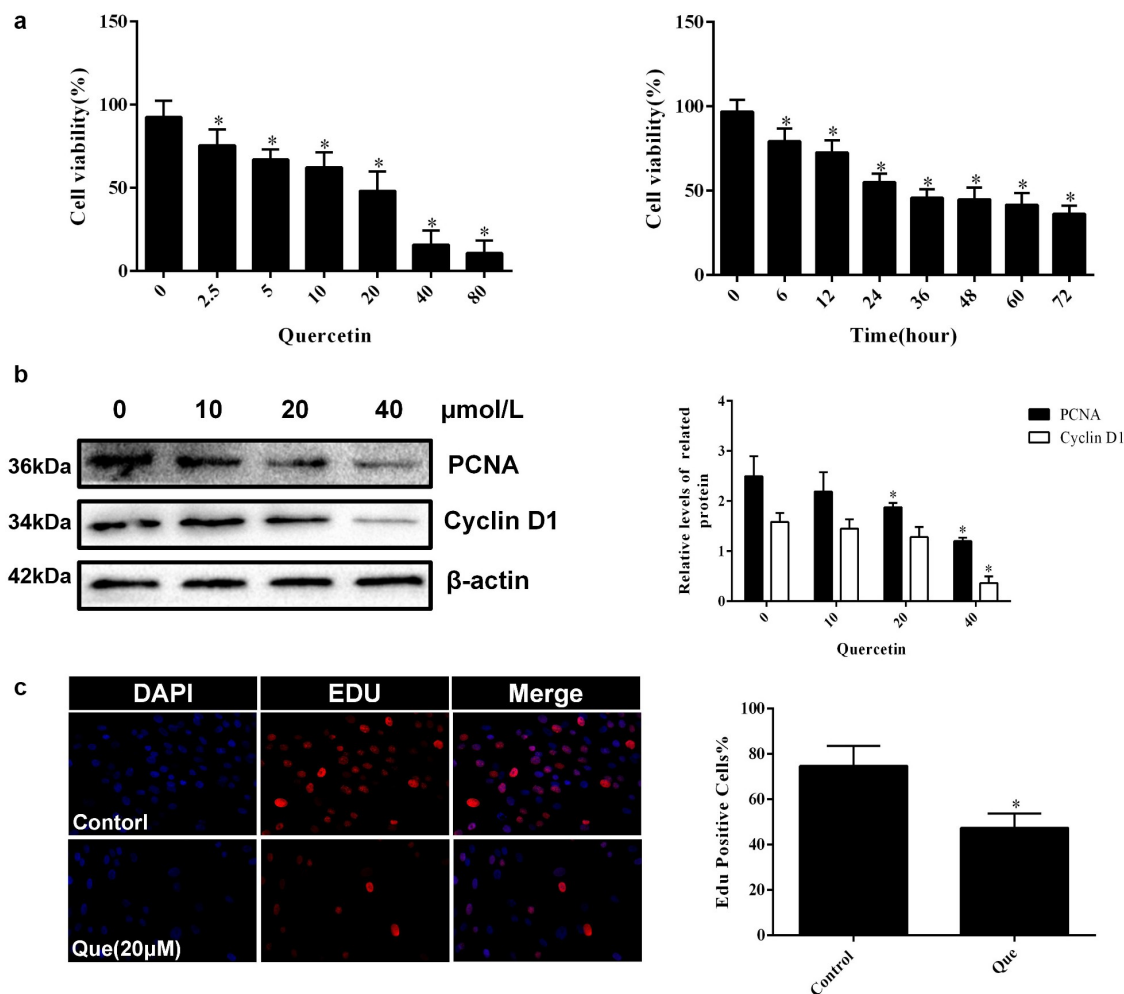 a
Cell viability(%)
150
100
50
0
0 2.5 5 10 20 40 80
* * * * * *
Quercetin
Cell viability(%)
150
100
50
0
0 6 12 24 36 48 60 72
* * * * * * *
Time(hour)
b
0 10 20 40 μmol/L
36kDa PCNA
34kDa Cyclin D1
42kDa β-actin
Relative levels of related
protein
4
3
2
1
0
0 10 20 40
* * *
Quercetin
PCNA
Cyclin D1
c
DAPI EDU Merge
Contorl
Que(20μM)
Edu Positive Cells%
100
80
60
40
20
0
*
Control Que